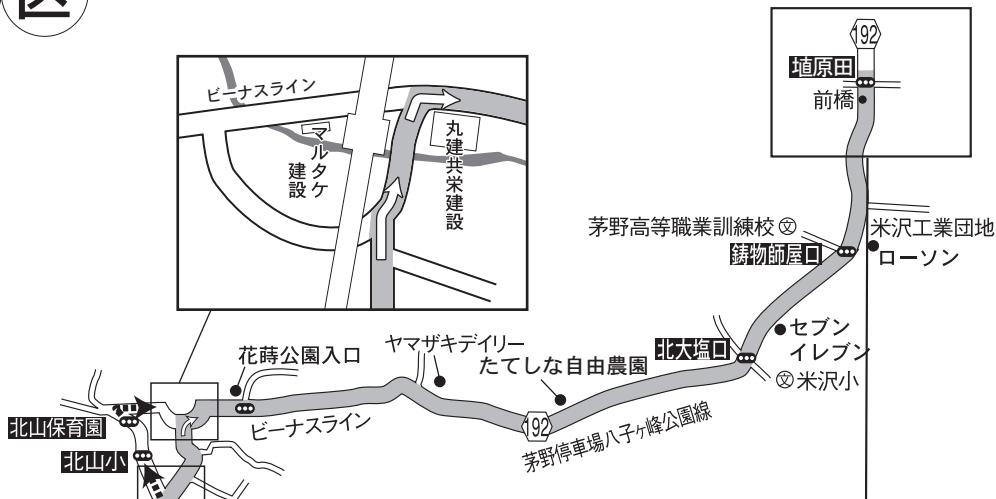 区
192
埴原田
前橋
ビーナスライン
マルタケ
建設
丸建共栄建設
茅野高等職業訓練校 文
米沢工業団地
鋳物師屋口
ローソン
セブン
イレブン
北大塩口
文 米沢小
花蒔公園入口
ヤマザキデイリー
たてしな自由農園
ビーナスライン
192
茅野停車場八子ヶ峰公園線
北山保育園
北山小